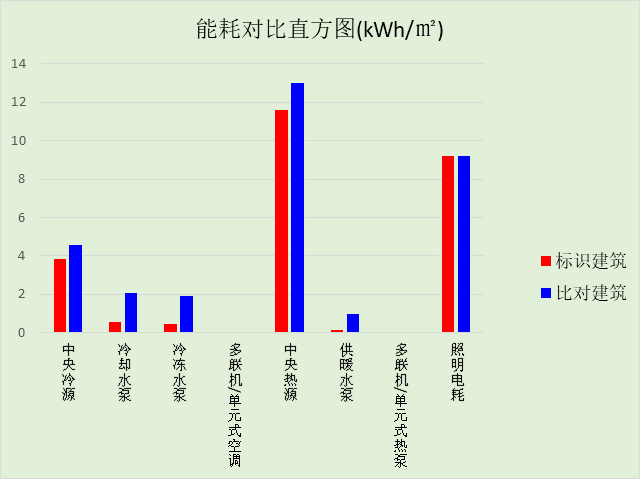 能耗对比直方图(kWh/㎡)
14
12
10
8
6
4
2
0
标识建筑
比对建筑
中央冷源
冷却水泵
冷冻水泵
多联机/单元式空调
中央热源
供暖水泵
多联机/单元式热泵
照明电耗